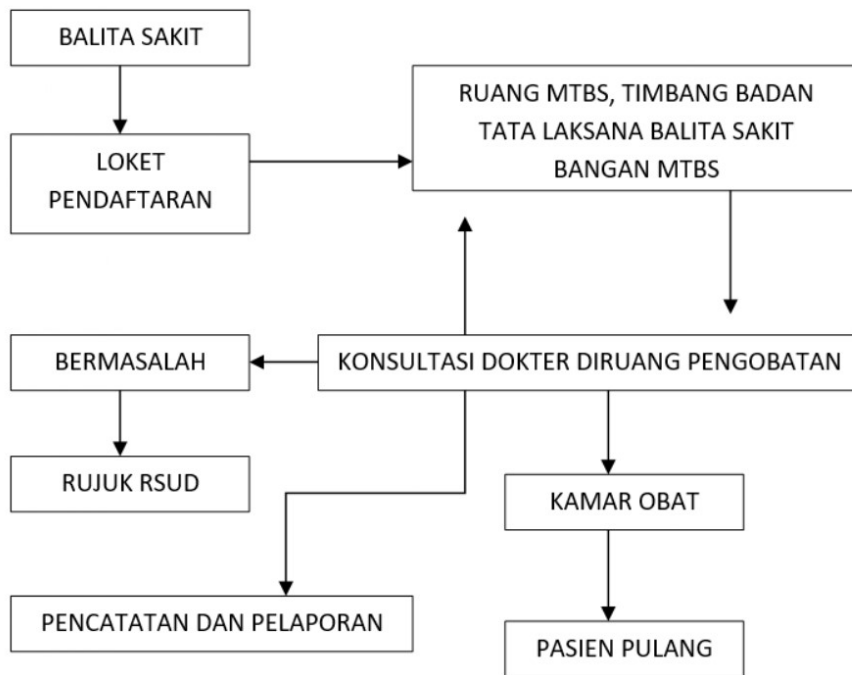 BALITA SAKIT
LOKET
PENDAFTARAN
RUANG MTBS, TIMBANG BADAN
TATA LAKSANA BALITA SAKIT
BANGAN MTBS
KONSULTASI DOKTER DIRUANG PENGOBATAN
BERMASALAH
RUJUK RSUD
KAMAR OBAT
PENCATATAN DAN PELAPORAN
PASIEN PULANG